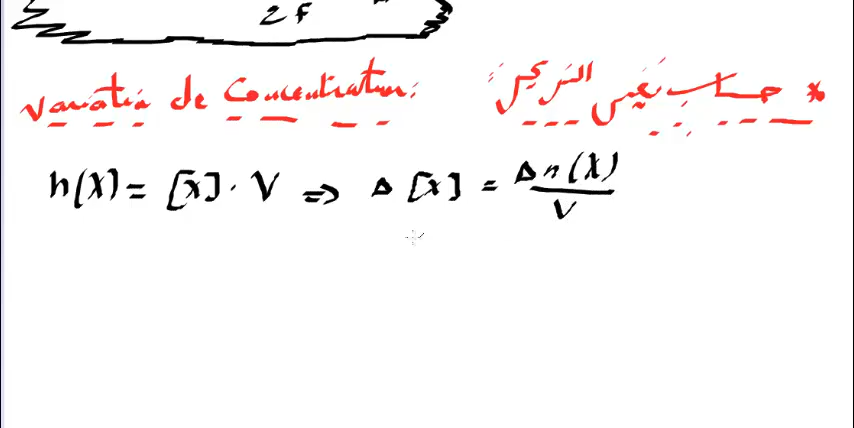 2F
Variation de Concentration: * حساب تغير التركيز:
n(X) = [X] . V ⇒ Δ[X] = Δn(X) / V